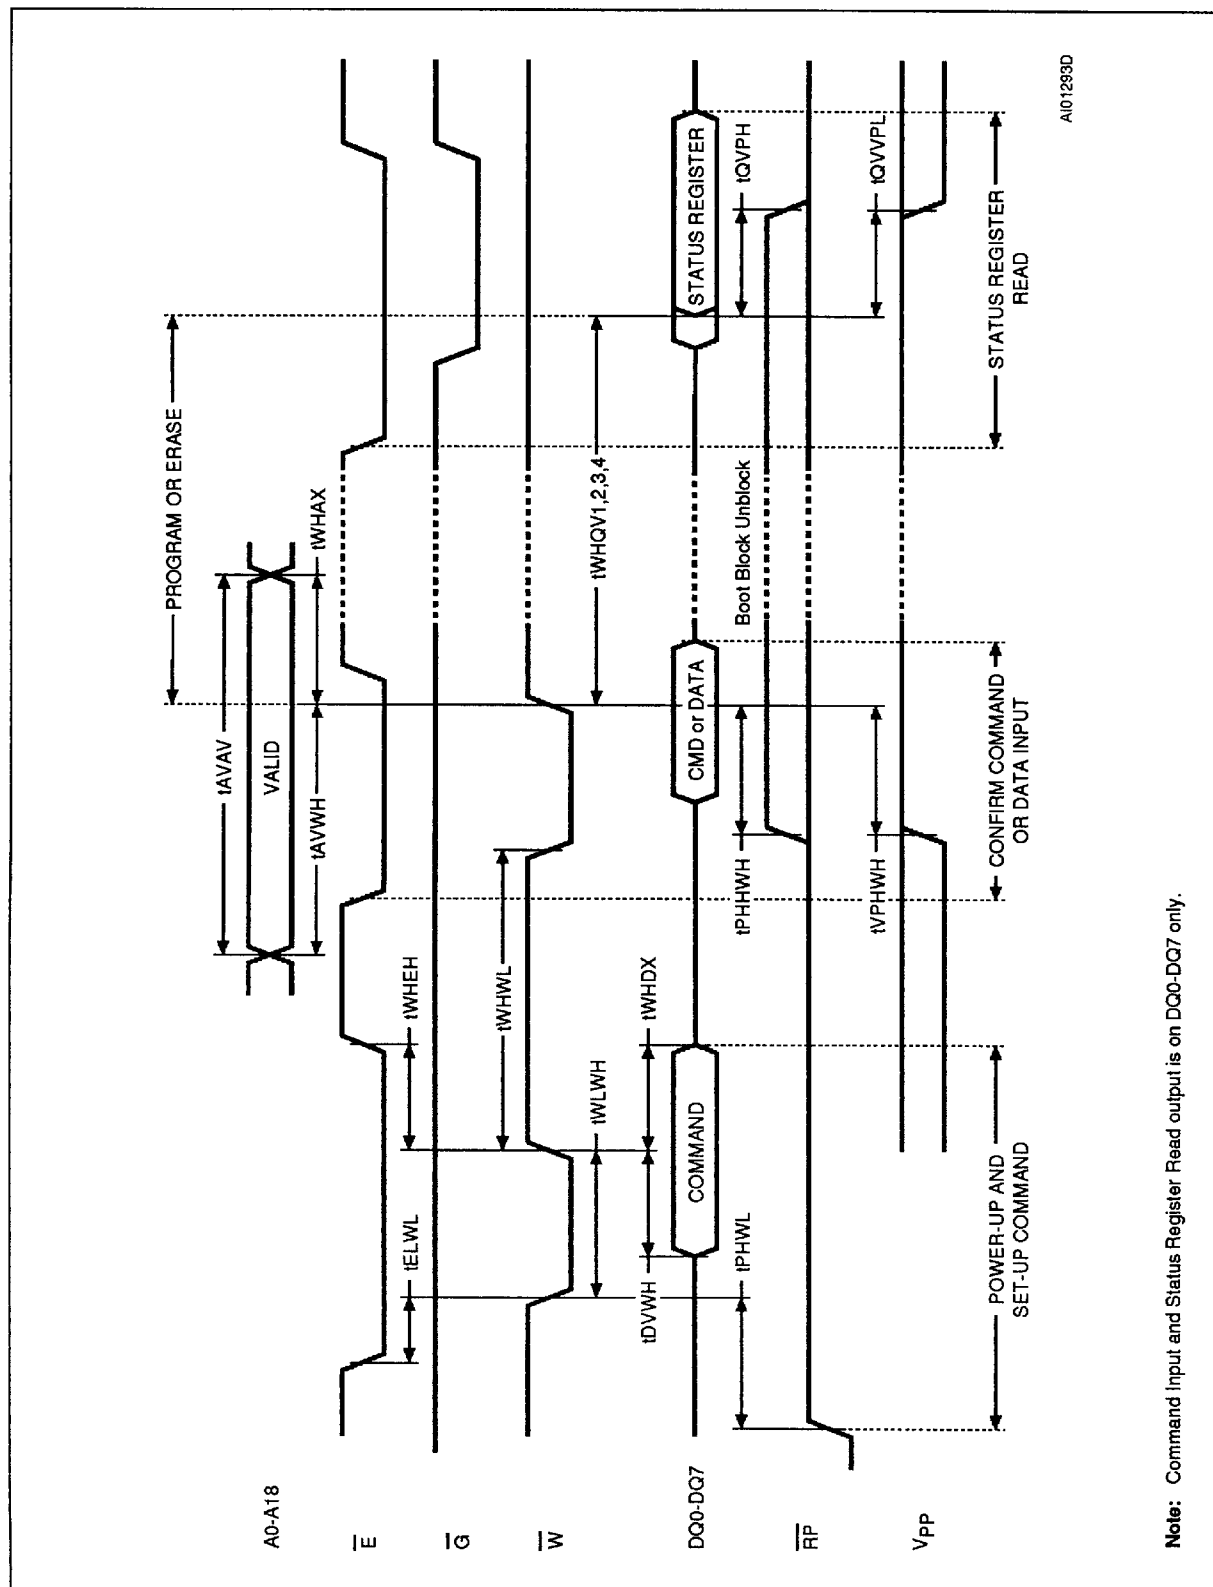 PROGRAM OR ERASE
tAVAV
A0-A18
VALID
tAVWH
tWHAX
E
tELWL
tWHEH
G
tWHWL
W
tWLWH
tWHQV1,2,3,4
tDVWH
tWHDX
DQ0-DQ7
COMMAND
CMD or DATA
STATUS REGISTER
tPHWL
tPHHWH
Boot Block Unblock
tQVPH
RP
tVPHWH
tQVVPL
VPP
POWER-UP AND
SET-UP COMMAND
CONFIRM COMMAND
OR DATA INPUT
STATUS REGISTER
READ
AI01293D
Note: Command Input and Status Register Read output is on DQ0-DQ7 only.